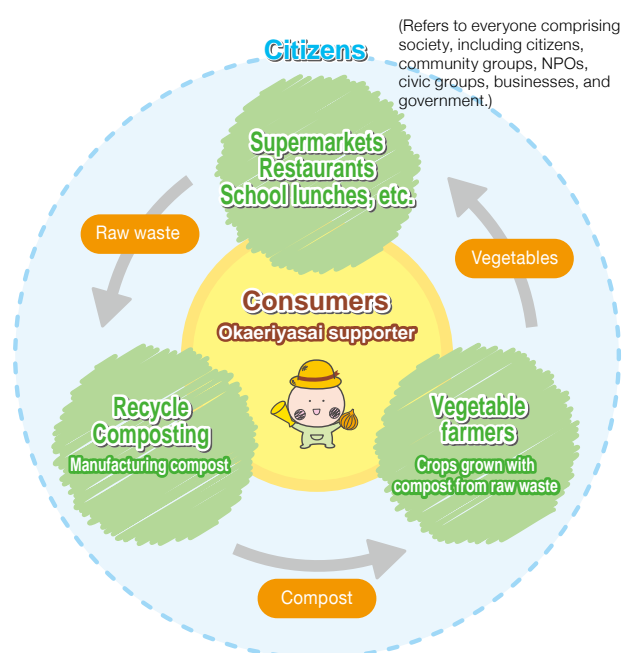 Citizens
(Refers to everyone comprising
society, including citizens,
community groups, NPOs,
civic groups, businesses, and
government.)
Supermarkets
Restaurants
School lunches, etc.
Raw waste
Vegetables
Consumers
Okaeriyasai supporter
Recycle
Composting
Manufacturing compost
Vegetable
farmers
Crops grown with
compost from raw waste
Compost